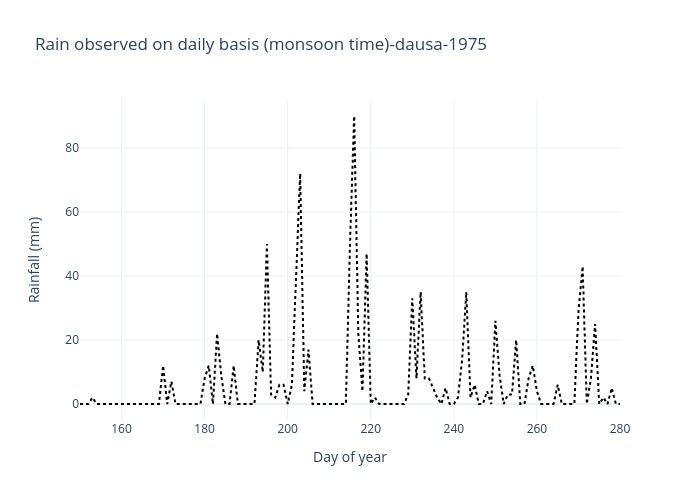 Rain observed on daily basis (monsoon time)-dausa-1975
Rainfall (mm)
80
60
40
20
0
160 180 200 220 240 260 280
Day of year